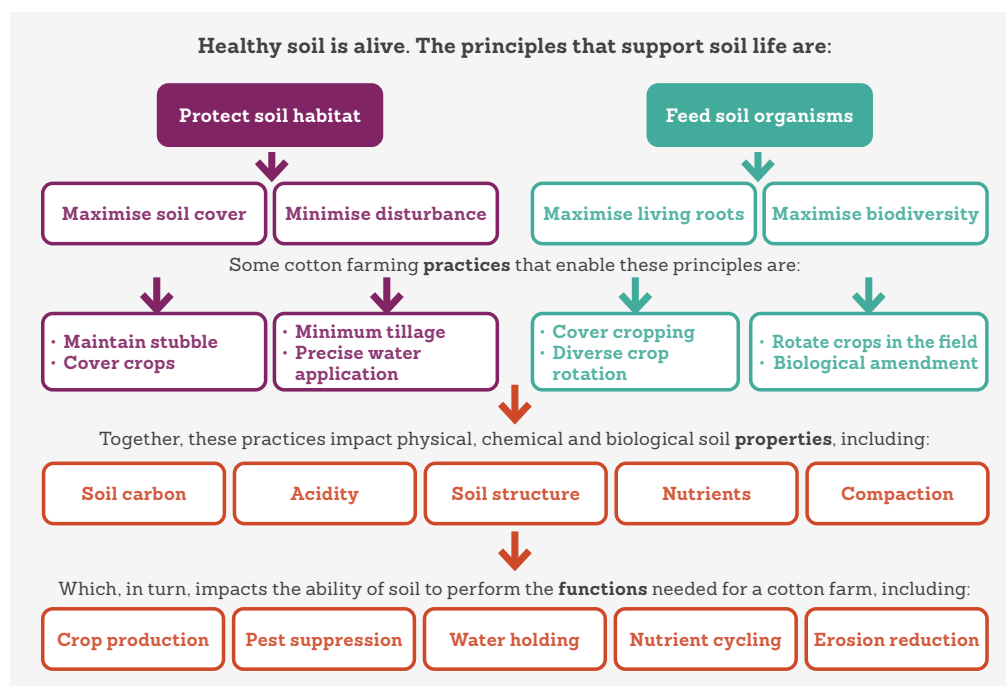 Healthy soil is alive. The principles that support soil life are:
Protect soil habitat
Feed soil organisms
Maximise soil cover
Minimise disturbance
Maximise living roots
Maximise biodiversity
Some cotton farming practices that enable these principles are:
· Maintain stubble
· Cover crops
· Minimum tillage
· Precise water
application
· Cover cropping
· Diverse crop
rotation
· Rotate crops in the field
· Biological amendment
Together, these practices impact physical, chemical and biological soil properties, including:
Soil carbon
Acidity
Soil structure
Nutrients
Compaction
Which, in turn, impacts the ability of soil to perform the functions needed for a cotton farm, including:
Crop production
Pest suppression
Water holding
Nutrient cycling
Erosion reduction